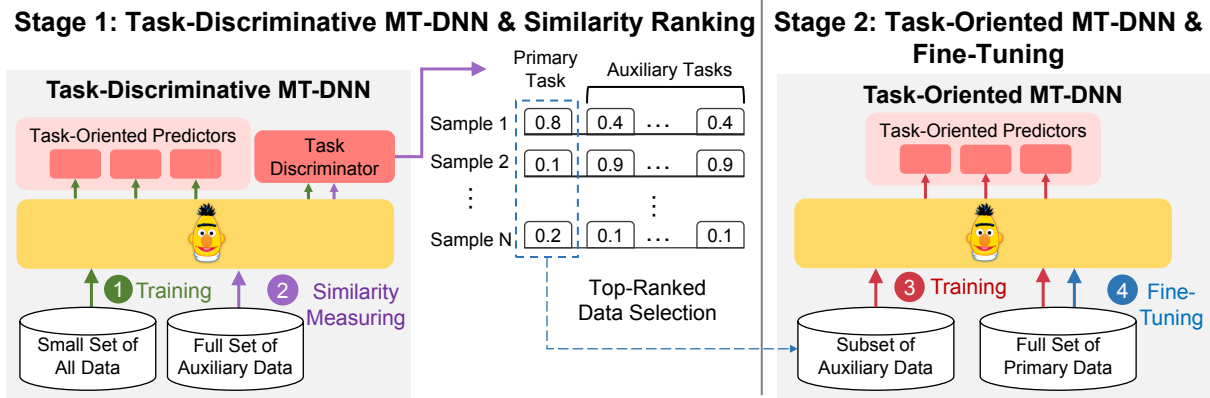 Stage 1: Task-Discriminative MT-DNN & Similarity Ranking
Task-Discriminative MT-DNN
Task-Oriented Predictors
Task
Discriminator
1 Training
2 Similarity
Measuring
Small Set of
All Data
Full Set of
Auxiliary Data
Primary
Task
Auxiliary Tasks
Sample 1 0.8 0.4 ... 0.4
Sample 2 0.1 0.9 ... 0.9
Sample N 0.2 0.1 ... 0.1
Top-Ranked
Data Selection
Stage 2: Task-Oriented MT-DNN &
Fine-Tuning
Task-Oriented MT-DNN
Task-Oriented Predictors
3 Training
4 Fine-
Tuning
Subset of
Auxiliary Data
Full Set of
Primary Data